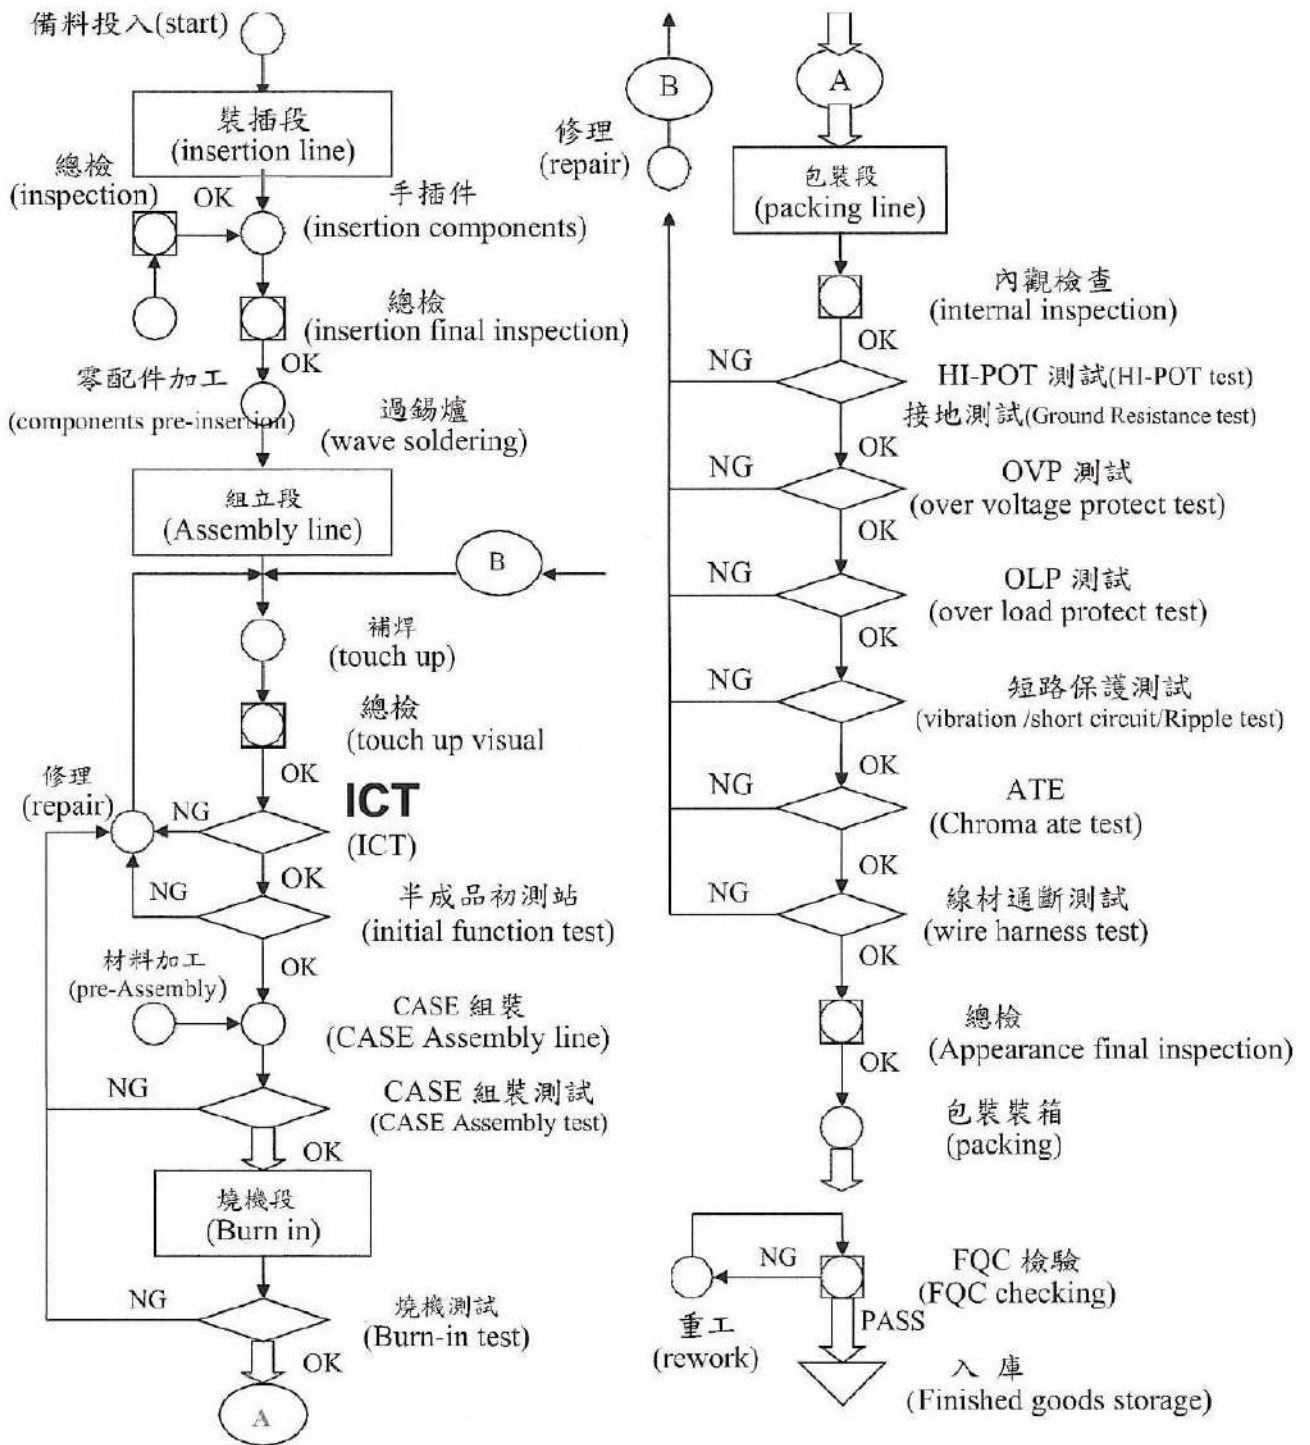 備料投入(start)
裝插段
(insertion line)
總檢
(inspection)
OK
手插件
(insertion components)
總檢
(insertion final inspection)
OK
零配件加工
(components pre-insertion)
過錫爐
(wave soldering)
組立段
(Assembly line)
B
補焊
(touch up)
總檢
(touch up visual
OK
修理
(repair)
NG
ICT
(ICT)
OK
NG
半成品初測站
(initial function test)
OK
材料加工
(pre-Assembly)
CASE 組裝
(CASE Assembly line)
NG
CASE 組裝測試
(CASE Assembly test)
OK
燒機段
(Burn in)
NG
燒機測試
(Burn-in test)
OK
A
B
修理
(repair)
A
包裝段
(packing line)
內觀檢查
(internal inspection)
OK
NG
HI-POT 測試(HI-POT test)
接地測試(Ground Resistance test)
OK
NG
OVP 測試
(over voltage protect test)
OK
NG
OLP 測試
(over load protect test)
OK
NG
短路保護測試
(vibration /short circuit/Ripple test)
OK
NG
ATE
(Chroma ate test)
OK
NG
線材通斷測試
(wire harness test)
OK
總檢
(Appearance final inspection)
OK
包裝裝箱
(packing)
NG
FQC 檢驗
(FQC checking)
重工
(rework)
PASS
入 庫
(Finished goods storage)